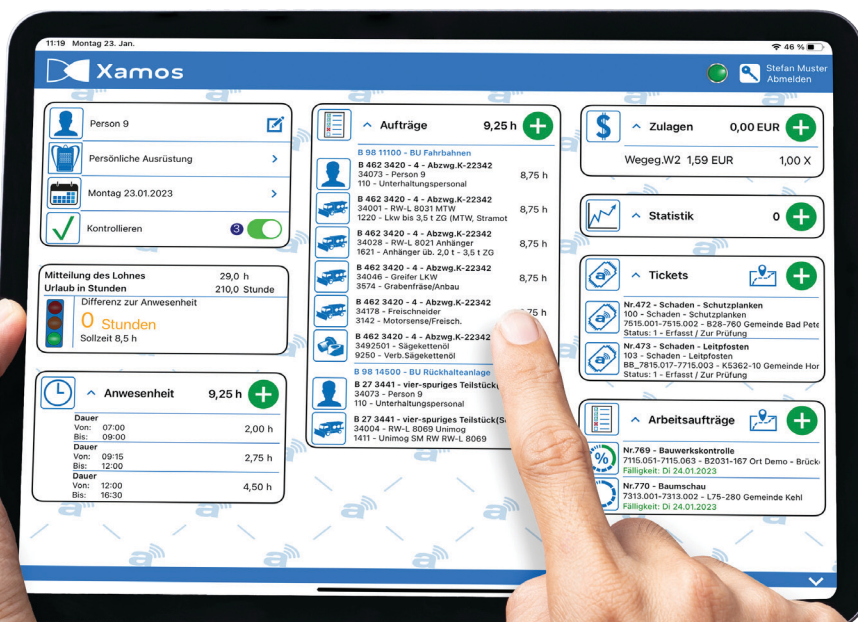 11:19 Montag 23. Jan.
46 %
Xamos
Stefan Muster
Abmelden
Person 9
Persönliche Ausrüstung
Montag 23.01.2023
Kontrollieren
3
Mitteilung des Lohnes 29,0 h
Urlaub in Stunden 210,0 Stunde
Differenz zur Anwesenheit
0 Stunden
Sollzeit 8,5 h
Anwesenheit 9,25 h
Dauer
Von: 07:00
Bis: 09:00
2,00 h
Dauer
Von: 09:15
Bis: 12:00
2,75 h
Dauer
Von: 12:00
Bis: 16:30
4,50 h
Aufträge 9,25 h
B 98 11100 - BU Fahrbahnen
B 462 3420 - 4 - Abzwg.K-22342
34073 - Person 9
110 - Unterhaltungspersonal
8,75 h
B 462 3420 - 4 - Abzwg.K-22342
34001 - RW-L 8031 MTW
1220 - Lkw bis 3,5 t ZG (MTW, Stramot
8,75 h
B 462 3420 - 4 - Abzwg.K-22342
34028 - RW-L 8021 Anhänger
1621 - Anhänger üb. 2,0 t - 3,5 t ZG
8,75 h
B 462 3420 - 4 - Abzwg.K-22342
34046 - Greifer LKW
3574 - Grabenfräse/Anbau
8,75 h
B 462 3420 - 4 - Abzwg.K-22342
34178 - Freischneider
3142 - Motorsense/Freisch.
75 h
B 462 3420 - 4 - Abzwg.K-22342
3492501 - Sägekettenöl
9250 - Verb.Sägekettenöl
B 98 14500 - BU Rückhalteanlage
B 27 3441 - vier-spuriges Teilstück(S
34073 - Person 9
110 - Unterhaltungspersonal
B 27 3441 - vier-spuriges Teilstück(S
34004 - RW-L 8069 Unimog
1411 - Unimog SM RW RW-L 8069
Zulagen 0,00 EUR
Wegeg.W2 1,59 EUR 1,00 X
Statistik 0
Tickets
Nr.472 - Schaden - Schutzplanken
100 - Schaden - Schutzplanken
7515.001-7515.002 - B28-760 Gemeinde Bad Pete
Status: 1 - Erfasst / Zur Prüfung
Nr.473 - Schaden - Leitpfosten
103 - Schaden - Leitpfosten
BB_7815.017-7715.003 - K5362-10 Gemeinde Hor
Status: 1 - Erfasst / Zur Prüfung
Arbeitsaufträge
%
Nr.769 - Bauwerkskontrolle
7115.051-7115.063 - B2031-167 Ort Demo - Brück
Fälligkeit: Di 24.01.2023
Nr.770 - Baumschau
7313.001-7313.002 - L75-280 Gemeinde Kehl
Fälligkeit: Di 24.01.2023